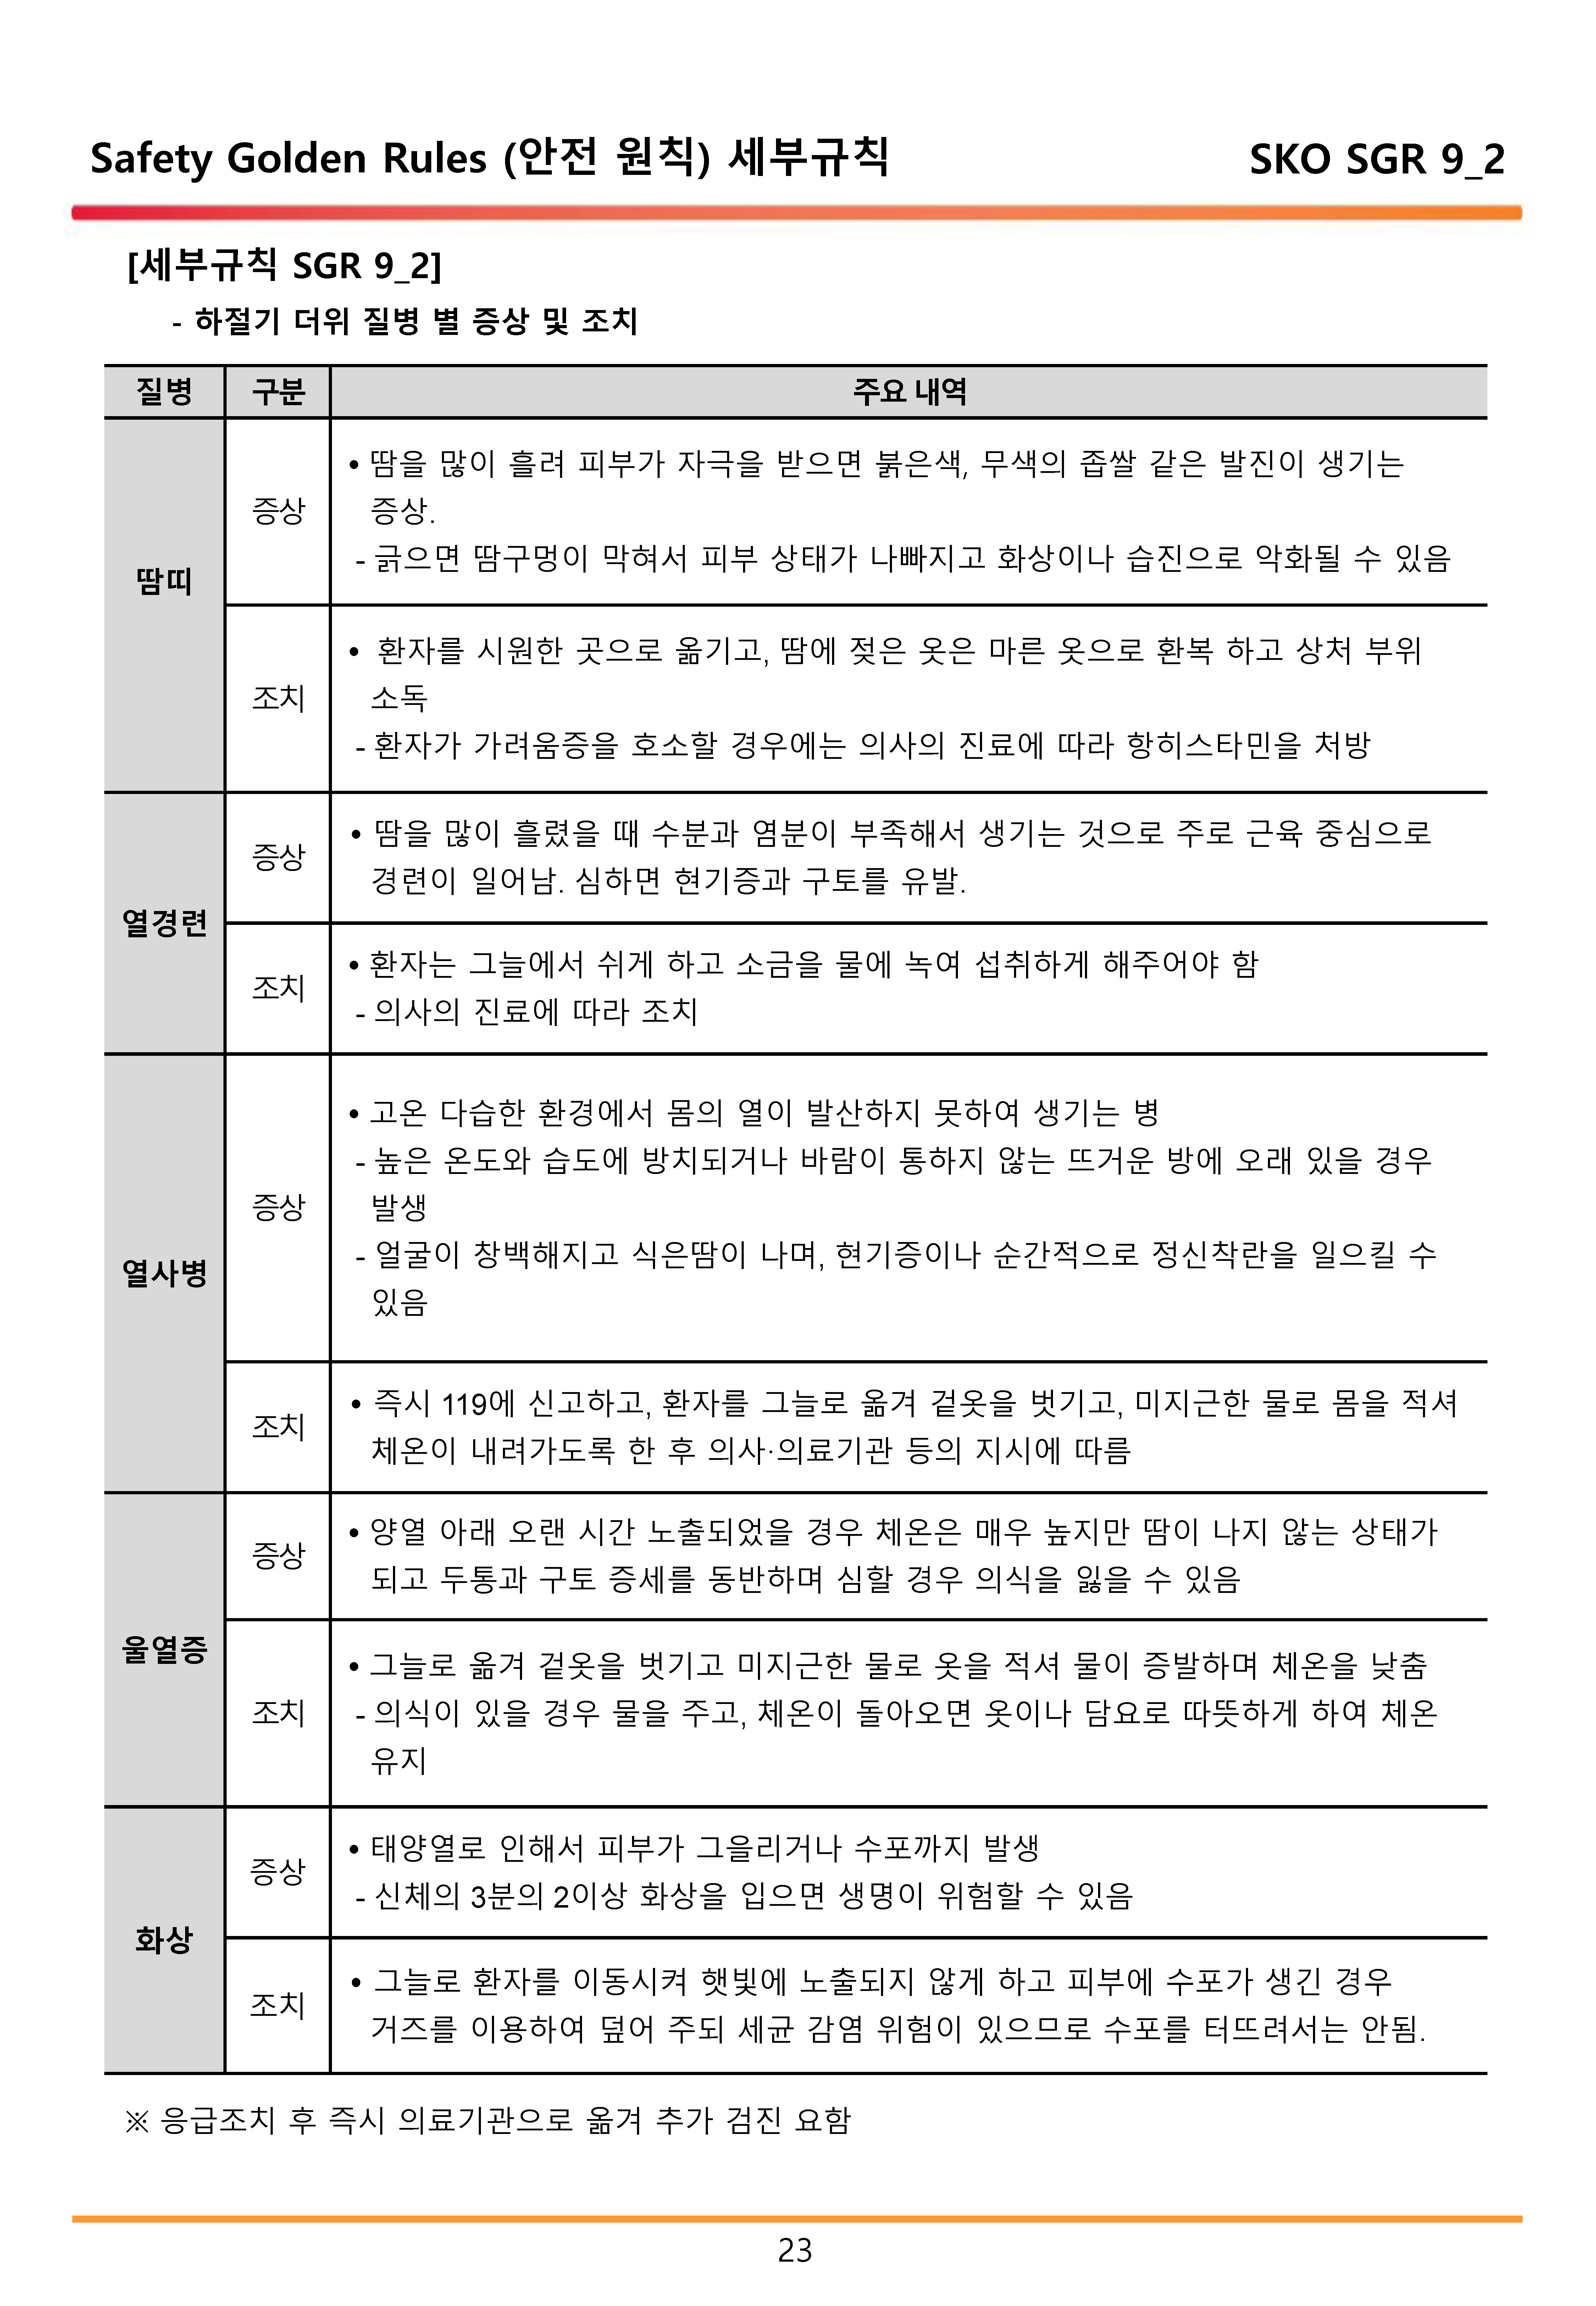 Safety Golden Rules (안전 원칙) 세부규칙
SKO SGR 9_2
[세부규칙 SGR 9_2]
- 하절기 더위 질병 별 증상 및 조치
질병
구분
주요 내역
땀띠
증상
• 땀을 많이 흘려 피부가 자극을 받으면 붉은색, 무색의 좁쌀 같은 발진이 생기는
증상.
- 긁으면 땀구멍이 막혀서 피부 상태가 나빠지고 화상이나 습진으로 악화될 수 있음
조치
• 환자를 시원한 곳으로 옮기고, 땀에 젖은 옷은 마른 옷으로 환복 하고 상처 부위
소독
- 환자가 가려움증을 호소할 경우에는 의사의 진료에 따라 항히스타민을 처방
열경련
증상
• 땀을 많이 흘렸을 때 수분과 염분이 부족해서 생기는 것으로 주로 근육 중심으로
경련이 일어남. 심하면 현기증과 구토를 유발.
조치
• 환자는 그늘에서 쉬게 하고 소금을 물에 녹여 섭취하게 해주어야 함
- 의사의 진료에 따라 조치
열사병
증상
• 고온 다습한 환경에서 몸의 열이 발산하지 못하여 생기는 병
- 높은 온도와 습도에 방치되거나 바람이 통하지 않는 뜨거운 방에 오래 있을 경우
발생
- 얼굴이 창백해지고 식은땀이 나며, 현기증이나 순간적으로 정신착란을 일으킬 수
있음
조치
• 즉시 119에 신고하고, 환자를 그늘로 옮겨 겉옷을 벗기고, 미지근한 물로 몸을 적셔
체온이 내려가도록 한 후 의사·의료기관 등의 지시에 따름
울열증
증상
• 양열 아래 오랜 시간 노출되었을 경우 체온은 매우 높지만 땀이 나지 않는 상태가
되고 두통과 구토 증세를 동반하며 심할 경우 의식을 잃을 수 있음
조치
• 그늘로 옮겨 겉옷을 벗기고 미지근한 물로 옷을 적셔 물이 증발하며 체온을 낮춤
- 의식이 있을 경우 물을 주고, 체온이 돌아오면 옷이나 담요로 따뜻하게 하여 체온
유지
화상
증상
• 태양열로 인해서 피부가 그을리거나 수포까지 발생
- 신체의 3분의 2이상 화상을 입으면 생명이 위험할 수 있음
조치
• 그늘로 환자를 이동시켜 햇빛에 노출되지 않게 하고 피부에 수포가 생긴 경우
거즈를 이용하여 덮어 주되 세균 감염 위험이 있으므로 수포를 터뜨려서는 안됨.
※ 응급조치 후 즉시 의료기관으로 옮겨 추가 검진 요함
23